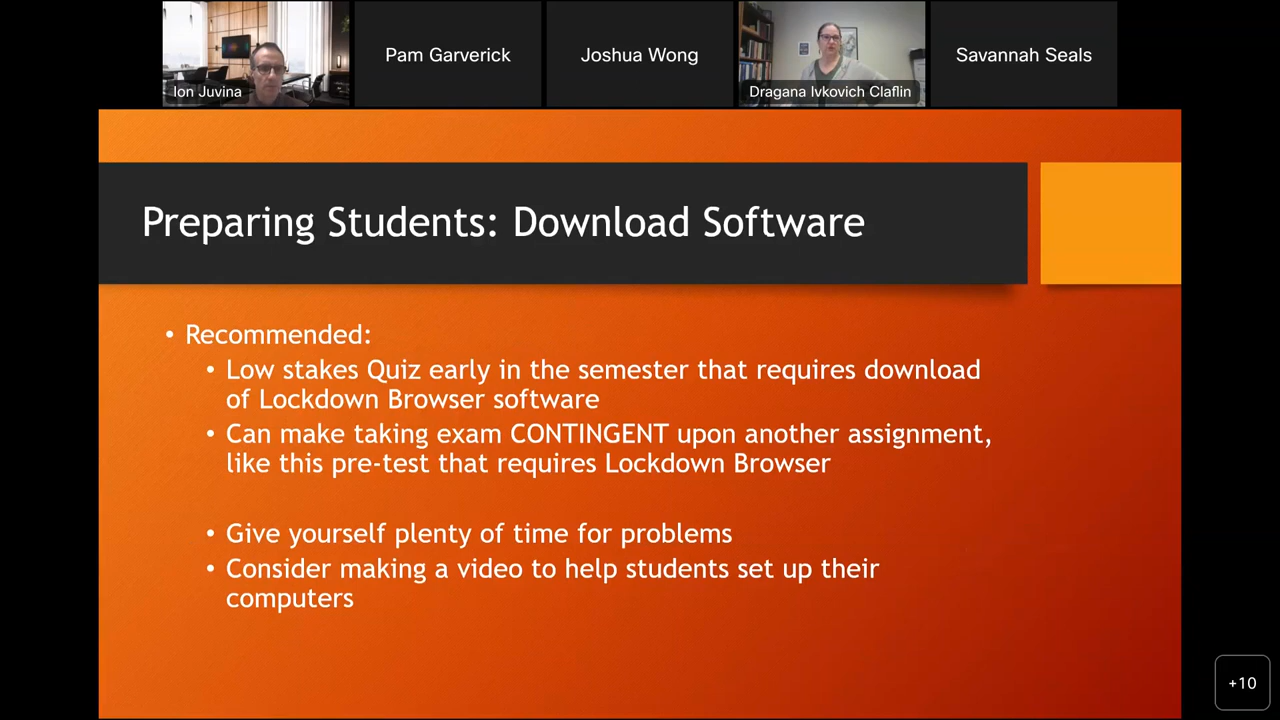 Ion Juvina
Pam Garverick
Joshua Wong
Dragana Ivkovich Claflin
Savannah Seals
Preparing Students: Download Software
• Recommended:
• Low stakes Quiz early in the semester that requires download
of Lockdown Browser software
• Can make taking exam CONTINGENT upon another assignment,
like this pre-test that requires Lockdown Browser
• Give yourself plenty of time for problems
• Consider making a video to help students set up their
computers
+10